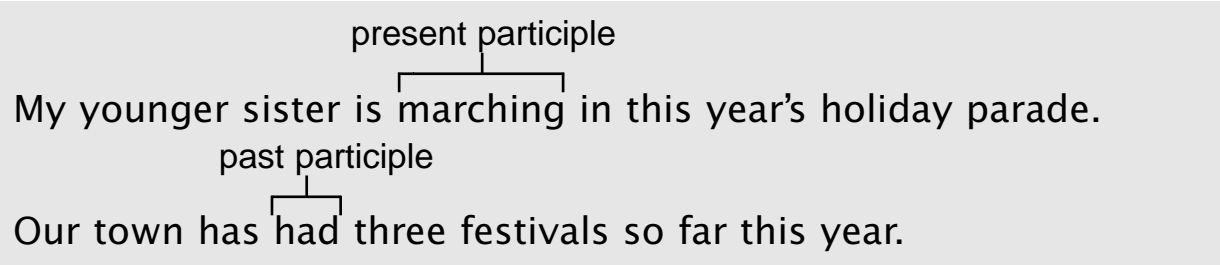 present participle
My younger sister is marching in this year’s holiday parade.
past participle
Our town has had three festivals so far this year.